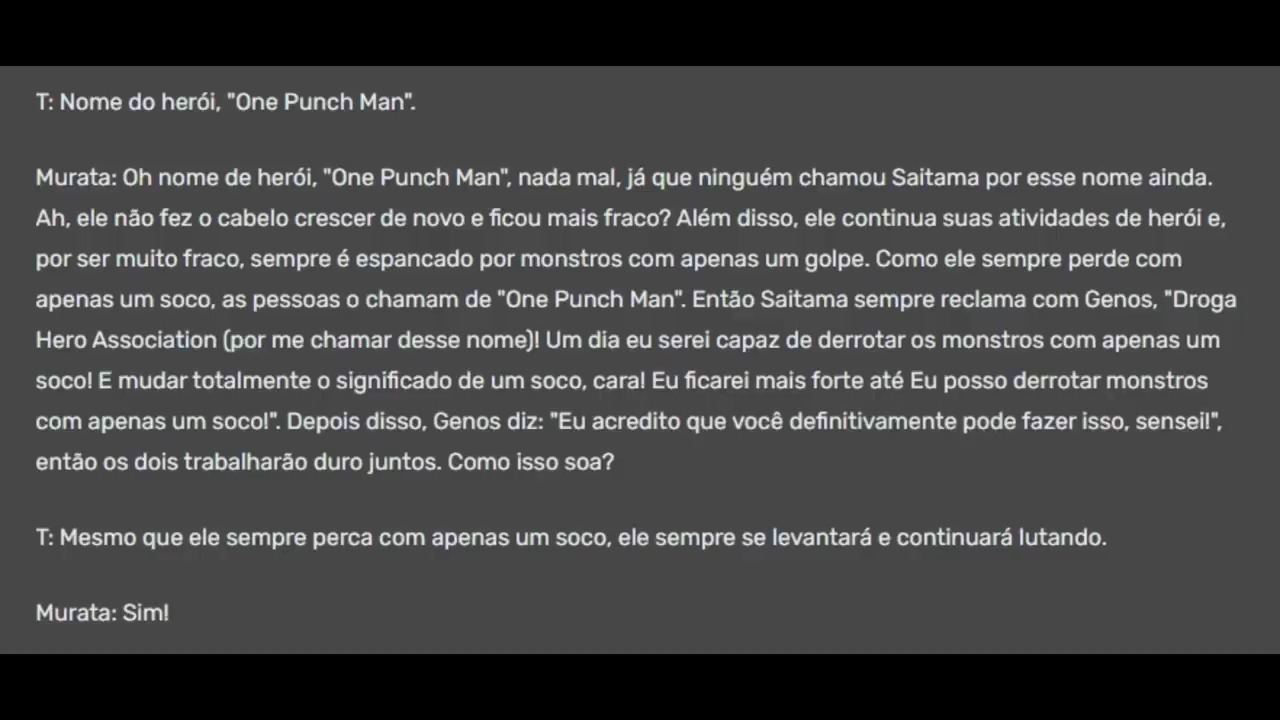 T: Nome do herói, "One Punch Man".
Murata: Oh nome de herói, "One Punch Man", nada mal, já que ninguém chamou Saitama por esse nome ainda.
Ah, ele não fez o cabelo crescer de novo e ficou mais fraco? Além disso, ele continua suas atividades de herói e,
por ser muito fraco, sempre é espancado por monstros com apenas um golpe. Como ele sempre perde com
apenas um soco, as pessoas o chamam de "One Punch Man". Então Saitama sempre reclama com Genos, "Droga
Hero Association (por me chamar desse nome)! Um dia eu serei capaz de derrotar os monstros com apenas um
soco! E mudar totalmente o significado de um soco, cara! Eu ficarei mais forte até Eu posso derrotar monstros
com apenas um soco!". Depois disso, Genos diz: "Eu acredito que você definitivamente pode fazer isso, sensei!",
então os dois trabalharão duro juntos. Como isso soa?
T: Mesmo que ele sempre perca com apenas um soco, ele sempre se levantará e continuará lutando.
Murata: Sim!